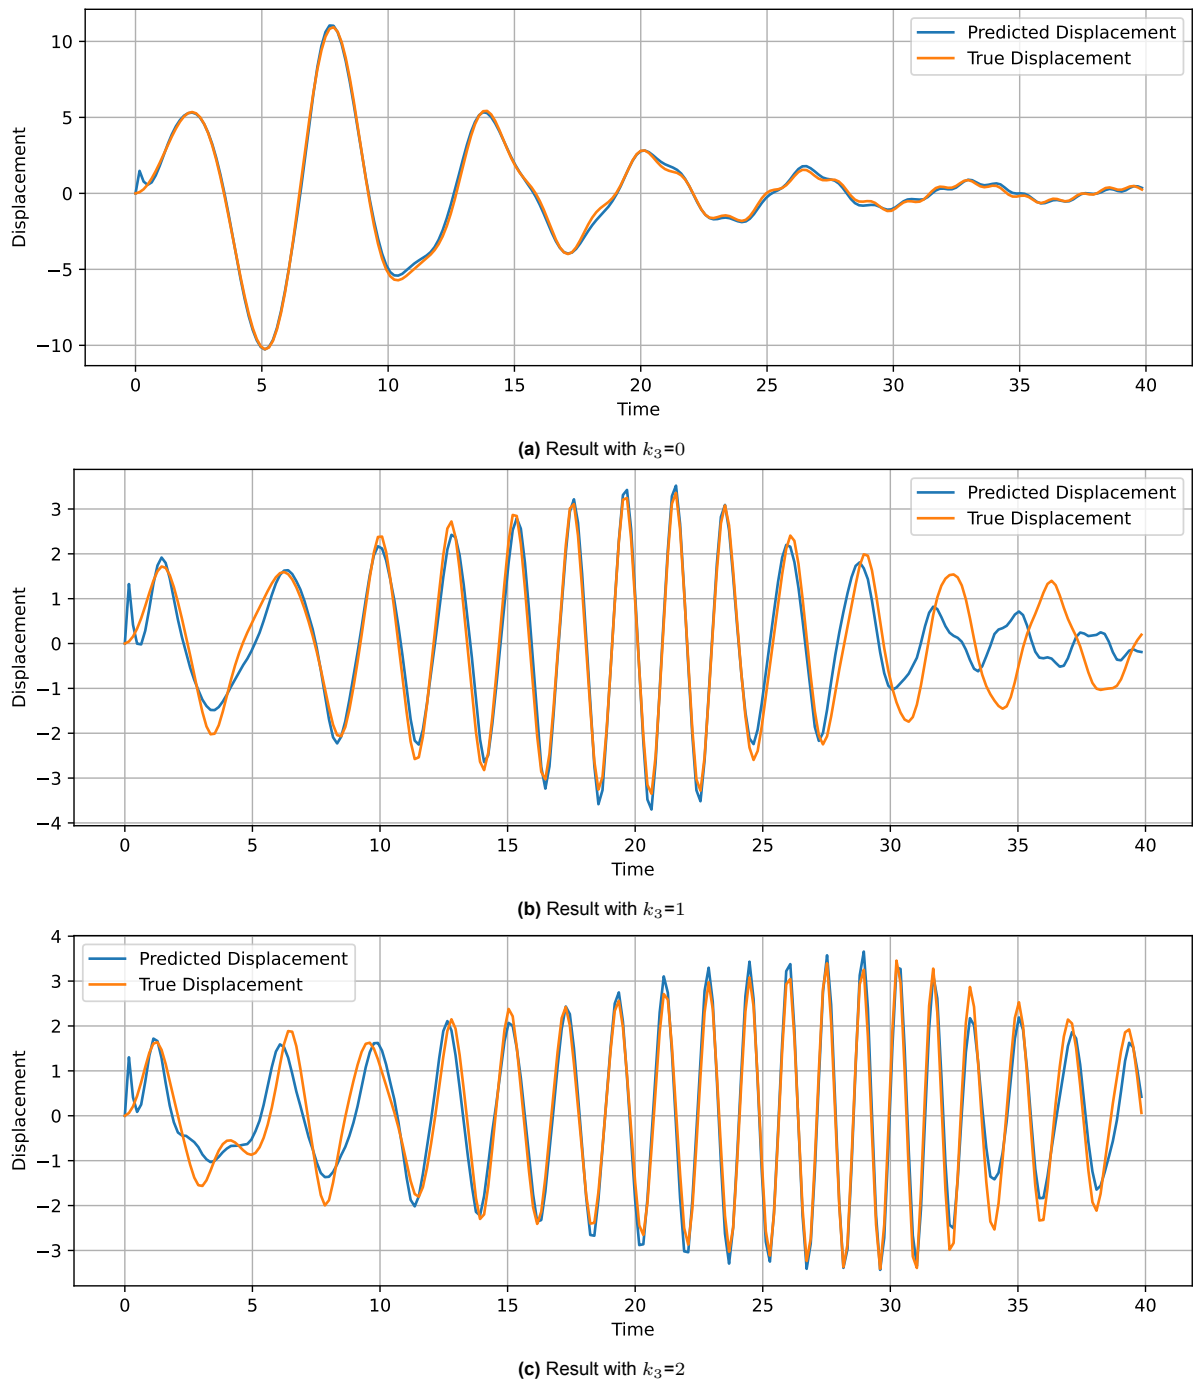 10
5
0
−5
−10
Displacement
Predicted Displacement
True Displacement
0 5 10 15 20 25 30 35 40
Time
(a) Result with k₃=0
3
2
1
0
−1
−2
−3
−4
Displacement
Predicted Displacement
True Displacement
0 5 10 15 20 25 30 35 40
Time
(b) Result with k₃=1
4
3
2
1
0
−1
−2
−3
Displacement
Predicted Displacement
True Displacement
0 5 10 15 20 25 30 35 40
Time
(c) Result with k₃=2